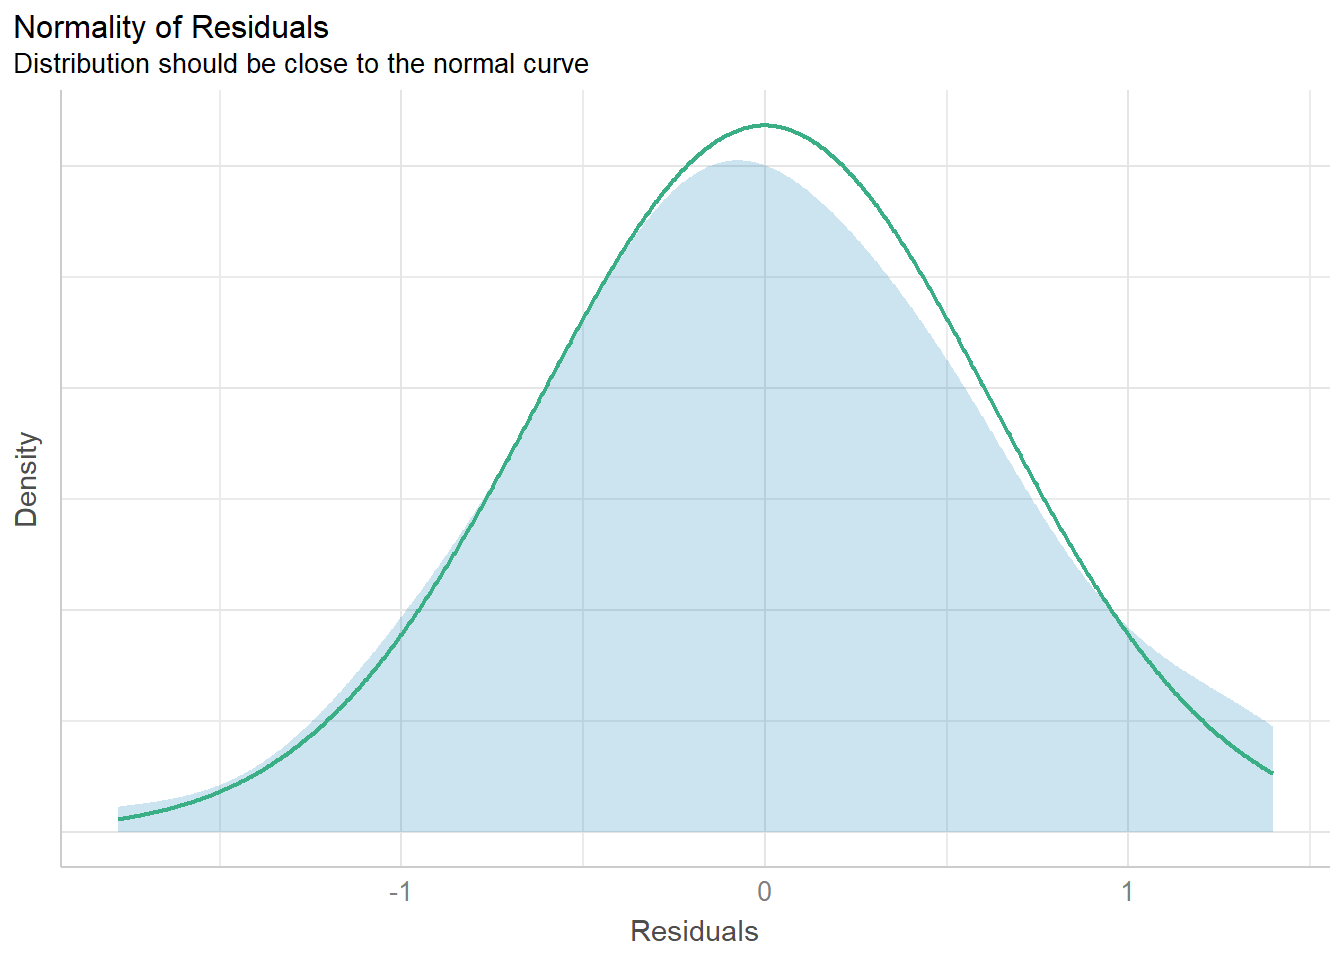 Normality of Residuals
Distribution should be close to the normal curve
Density
-1
0
1
Residuals